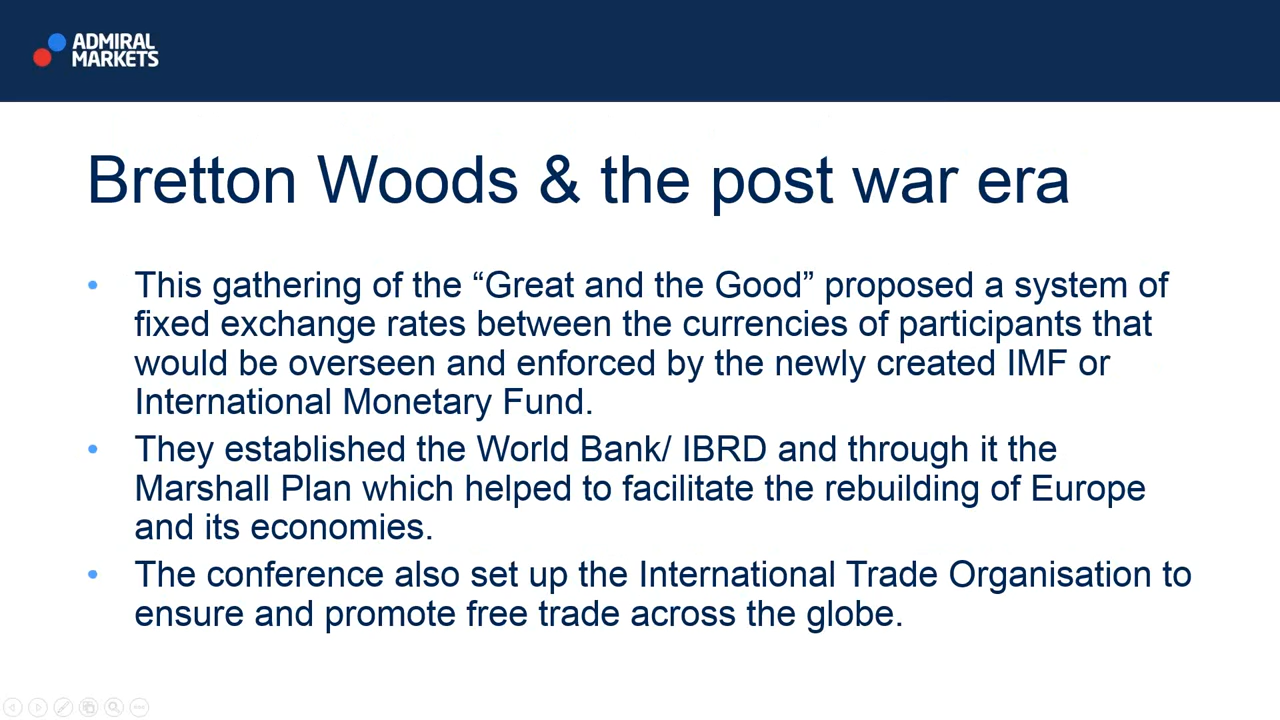 ADMIRAL
MARKETS
Bretton Woods & the post war era
• This gathering of the “Great and the Good” proposed a system of
fixed exchange rates between the currencies of participants that
would be overseen and enforced by the newly created IMF or
International Monetary Fund.
• They established the World Bank/ IBRD and through it the
Marshall Plan which helped to facilitate the rebuilding of Europe
and its economies.
• The conference also set up the International Trade Organisation to
ensure and promote free trade across the globe.